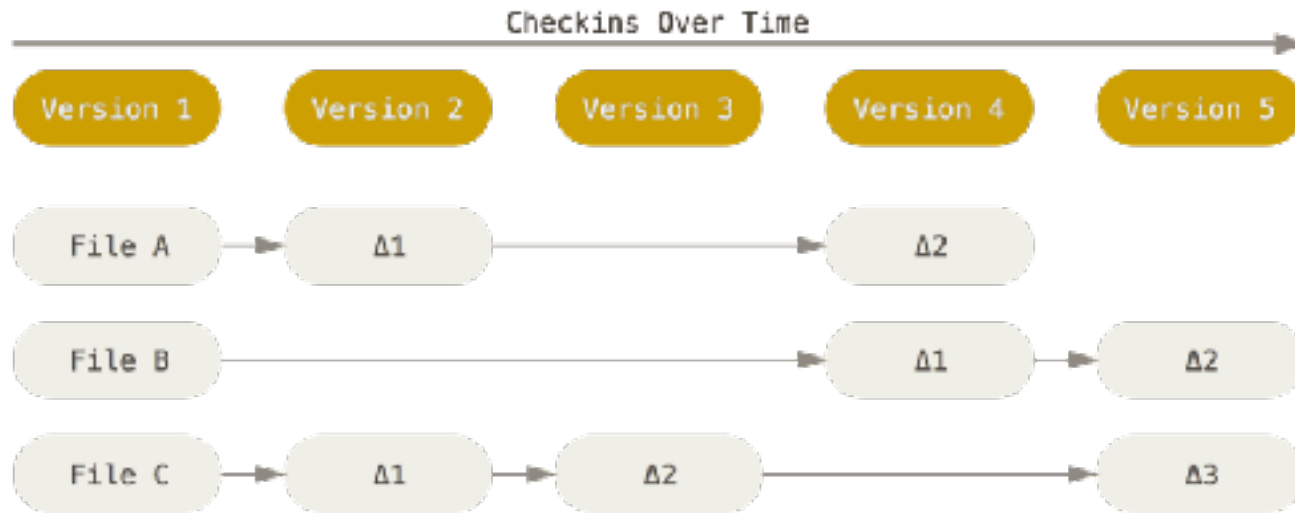 Checkins Over Time
Version 1 Version 2 Version 3 Version 4 Version 5
File A Δ1 Δ2
File B Δ1 Δ2
File C Δ1 Δ2 Δ3